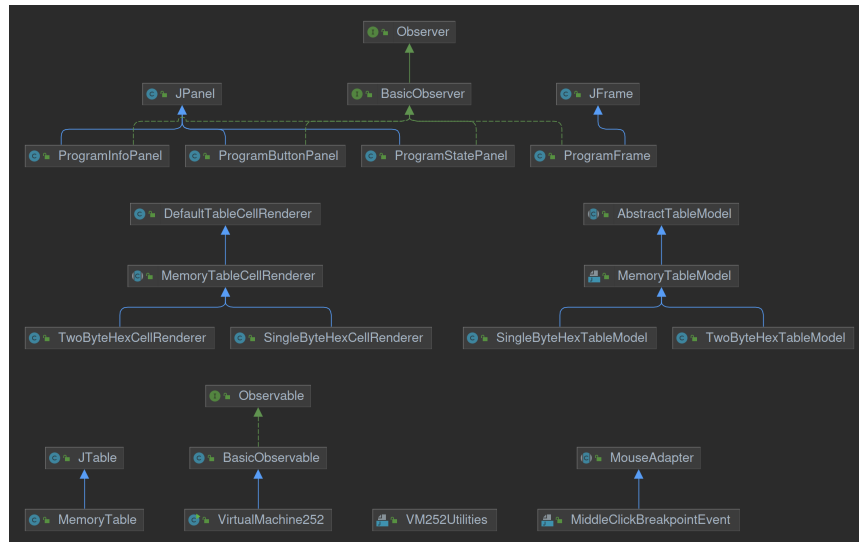 Observer
JPanel BasicObserver JFrame
ProgramInfoPanel ProgramButtonPanel ProgramStatePanel ProgramFrame
DefaultTableCellRenderer AbstractTableModel
MemoryTableCellRenderer MemoryTableModel
TwoByteHexCellRenderer SingleByteHexCellRenderer SingleByteHexTableModel TwoByteHexTableModel
Observable
JTable BasicObservable MouseAdapter
MemoryTable VirtualMachine252 VM252Utilities MiddleClickBreakpointEvent